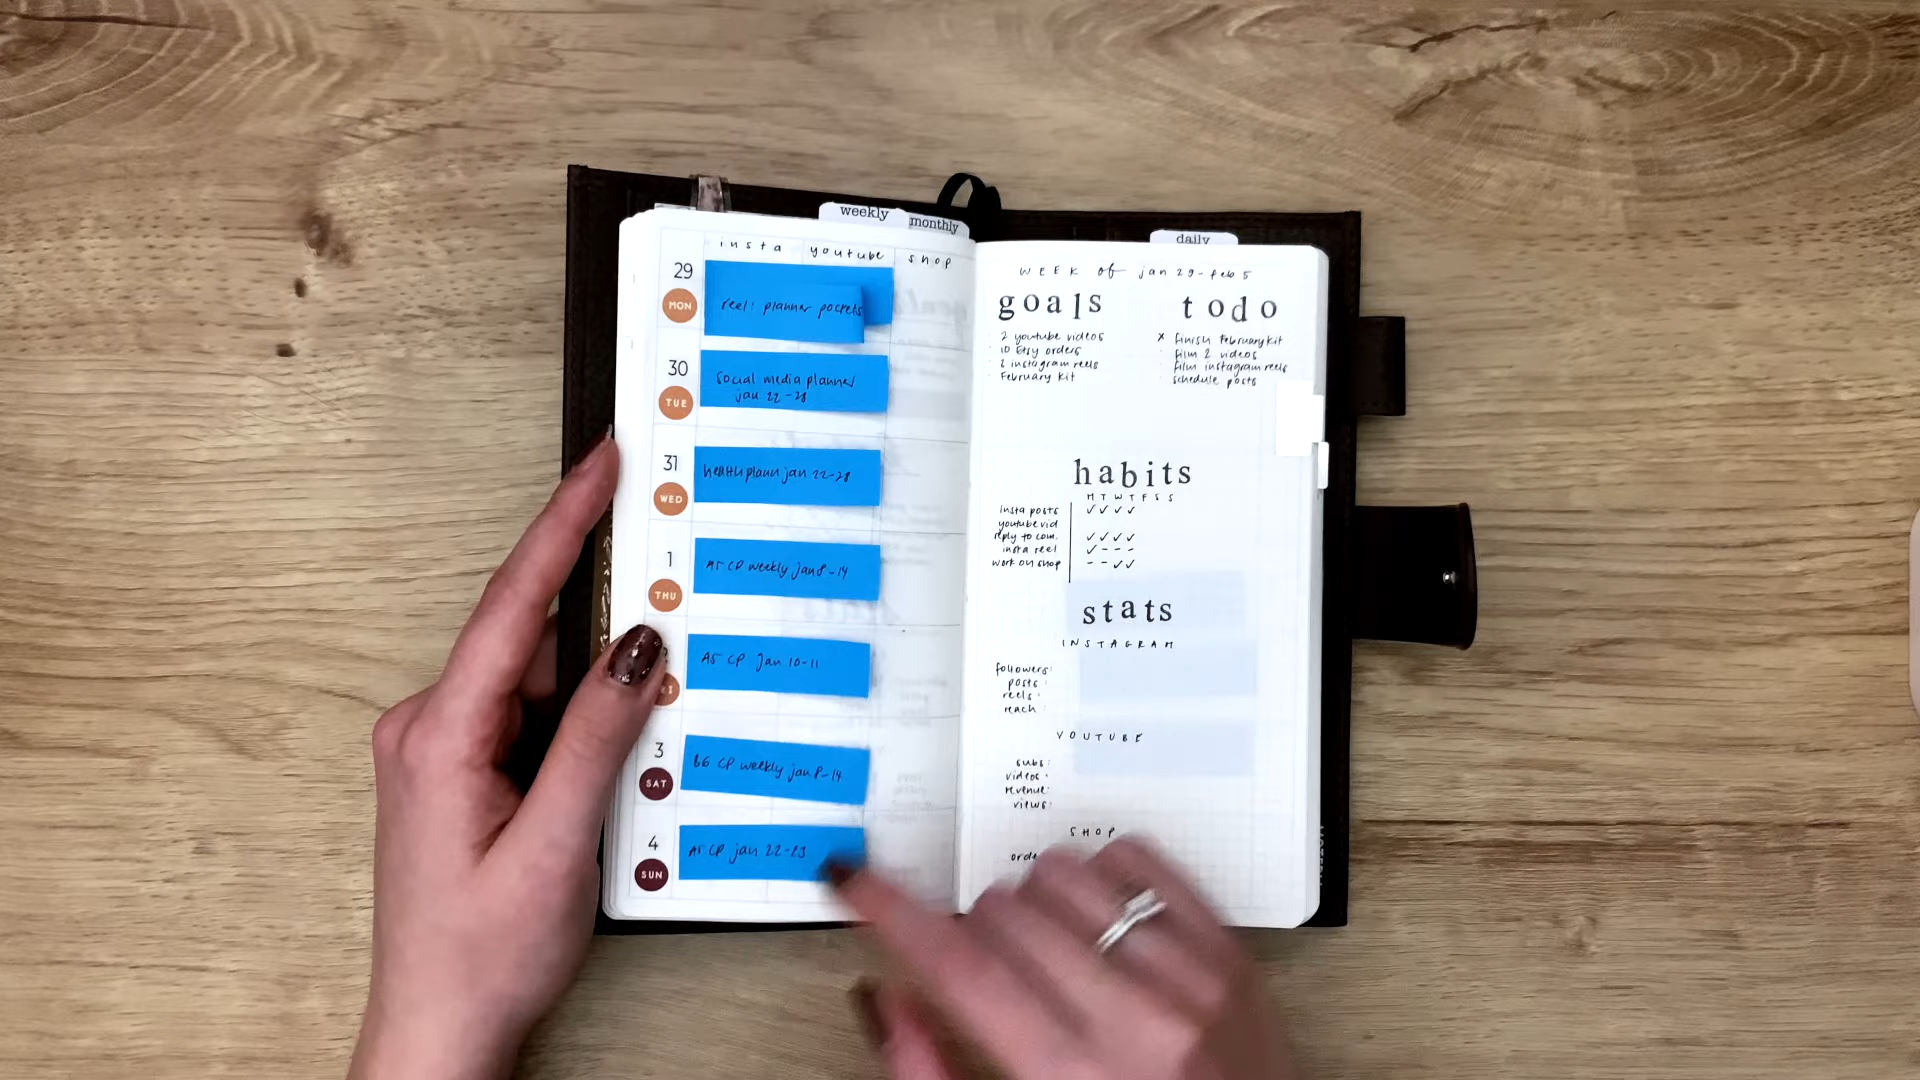 weekly
monthly
daily
insta youtube shop
29
MON
reel: planner pockets
30
TUE
social media planner
jan 22-28
31
WED
health plann jan 22-28
1
THU
A5 CP weekly jan 8-14
A5 CP Jan 10-11
3
SAT
B6 CP weekly jan 8-14
4
SUN
A5 CP jan 22-23
WEEK of jan 29-feb 5
goals
2 youtube videos
10 Etsy orders
2 instagram reels
February kit
todo
x Finish February kit
film 2 videos
film instagram reels
schedule posts
habits
M T W T F S S
insta posts ✓ ✓ ✓ ✓
youtube vid
reply to com. ✓ ✓ ✓ ✓
insta reel ✓ - - -
work on shop - - ✓ ✓
stats
INSTAGRAM
followers:
posts:
reels:
reach:
YOUTUBE
subs:
videos:
revenue:
views:
SHOP